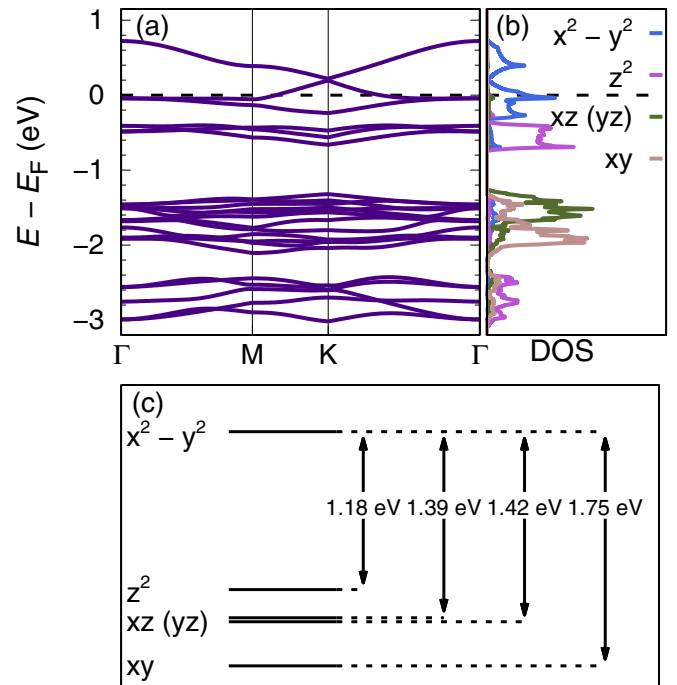 (a)
(b)
1
0
−1
−2
−3
E − E_F (eV)
Γ
M
K
Γ
x² − y²
z²
xz (yz)
xy
DOS
(c)
x² − y²
1.18 eV
1.39 eV
1.42 eV
1.75 eV
z²
xz (yz)
xy